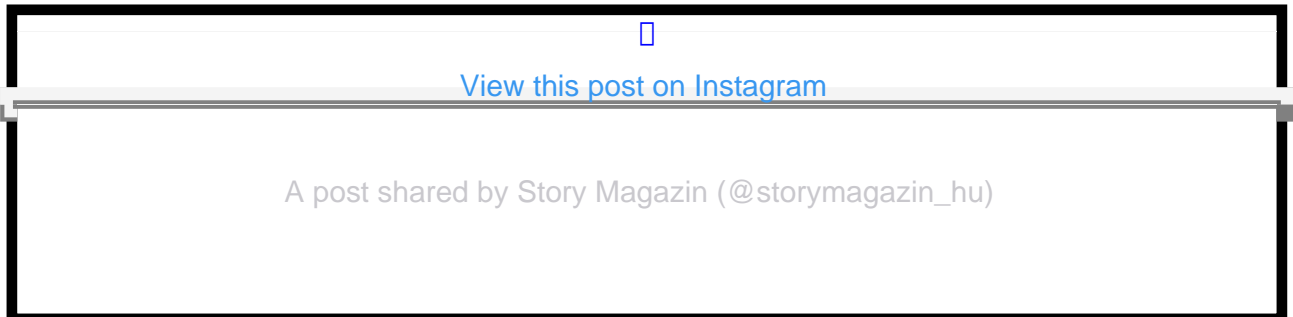 View this post on Instagram
A post shared by Story Magazin (@storymagazin_hu)